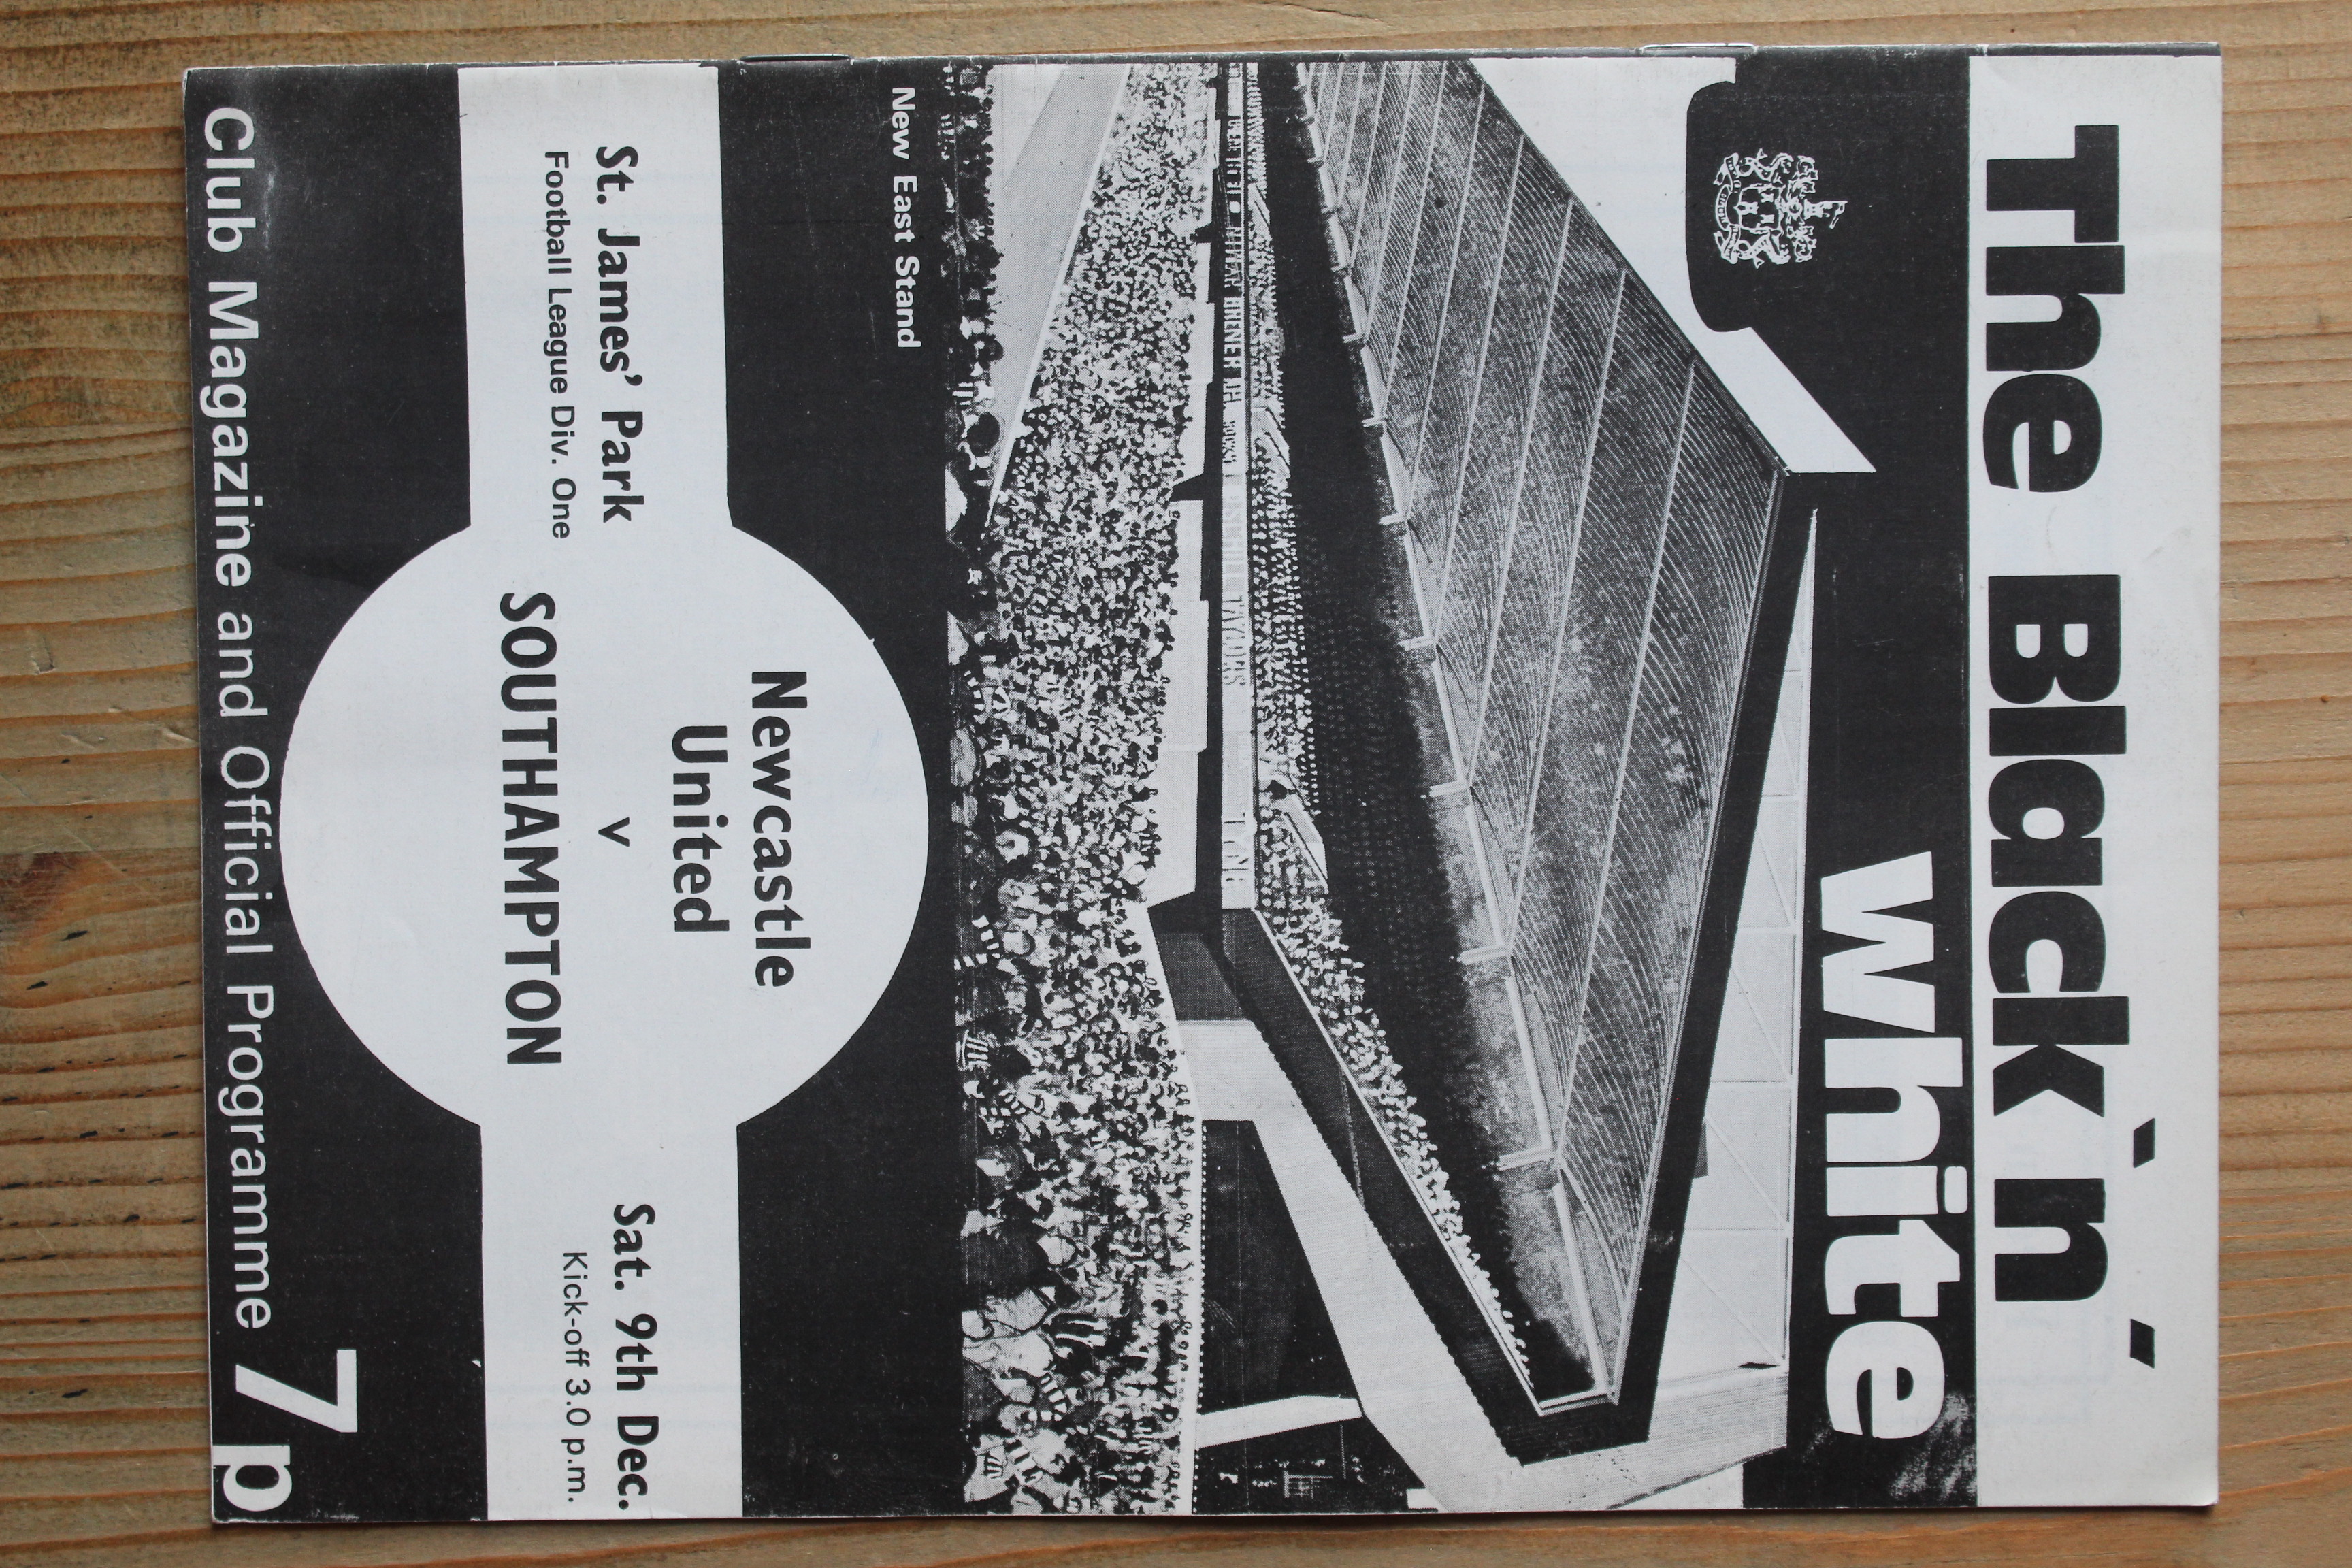 The Black 'n'
White
New East Stand
Newcastle
United
v
SOUTHAMPTON
St. James' Park
Football League Div. One
Sat. 9th Dec.
Kick-off 3.0 p.m.
Club Magazine and Official Programme 7p